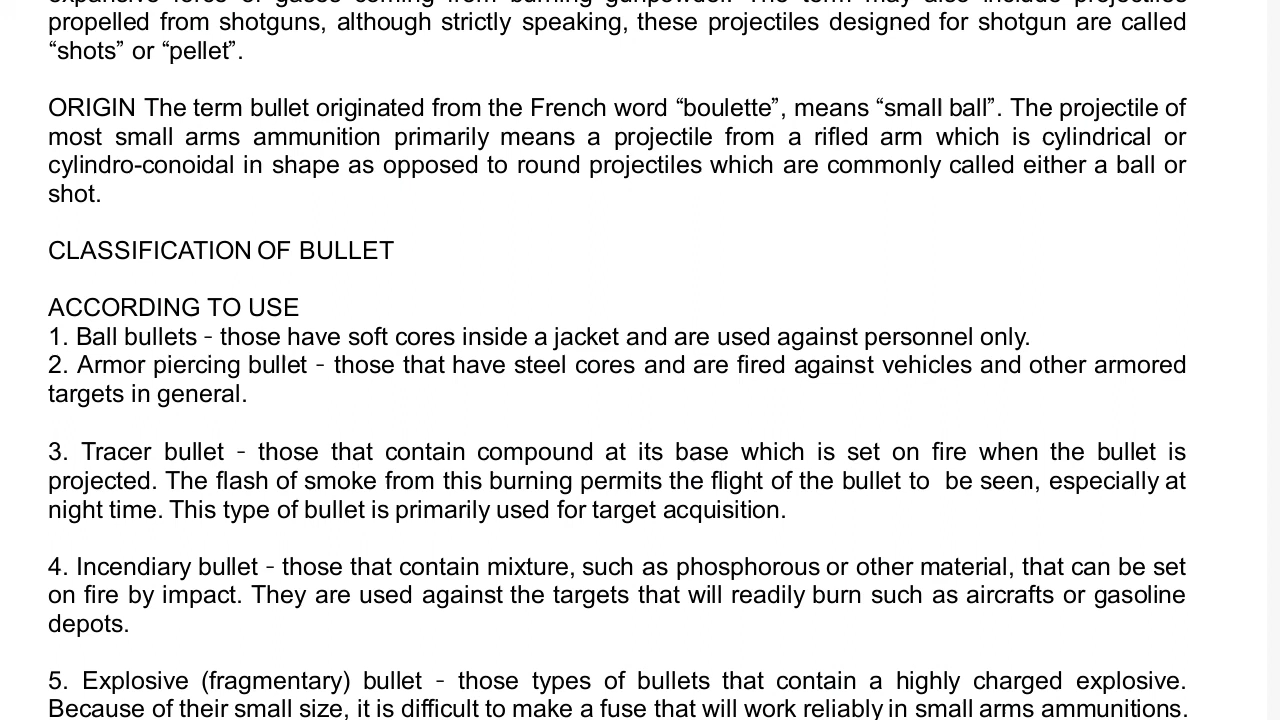 propelled from shotguns, although strictly speaking, these projectiles designed for shotgun are called
“shots” or “pellet”.
ORIGIN The term bullet originated from the French word “boulette”, means “small ball”. The projectile of
most small arms ammunition primarily means a projectile from a rifled arm which is cylindrical or
cylindro-conoidal in shape as opposed to round projectiles which are commonly called either a ball or
shot.
CLASSIFICATION OF BULLET
ACCORDING TO USE
1. Ball bullets - those have soft cores inside a jacket and are used against personnel only.
2. Armor piercing bullet - those that have steel cores and are fired against vehicles and other armored
targets in general.
3. Tracer bullet - those that contain compound at its base which is set on fire when the bullet is
projected. The flash of smoke from this burning permits the flight of the bullet to  be seen, especially at
night time. This type of bullet is primarily used for target acquisition.
4. Incendiary bullet - those that contain mixture, such as phosphorous or other material, that can be set
on fire by impact. They are used against the targets that will readily burn such as aircrafts or gasoline
depots.
5. Explosive (fragmentary) bullet - those types of bullets that contain a highly charged explosive.
Because of their small size, it is difficult to make a fuse that will work reliably in small arms ammunitions.